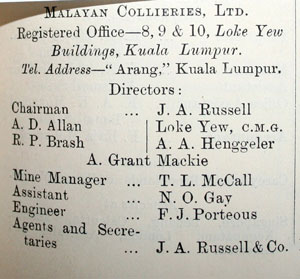 MALAYAN COLLIERIES, LTD.
Registered Office—8, 9 & 10, Loke Yew
Buildings, Kuala Lumpur.
Tel. Address—"Arang," Kuala Lumpur.
Directors:
Chairman ... J. A. Russell
A. D. Allan | Loke Yew, C.M.G.
R. P. Brash | A. A. Henggeler
A. Grant Mackie
Mine Manager ... T. L. McCall
Assistant ... N. O. Gay
Engineer ... F. J. Porteous
Agents and Secre-
taries ... J. A. Russell & Co.